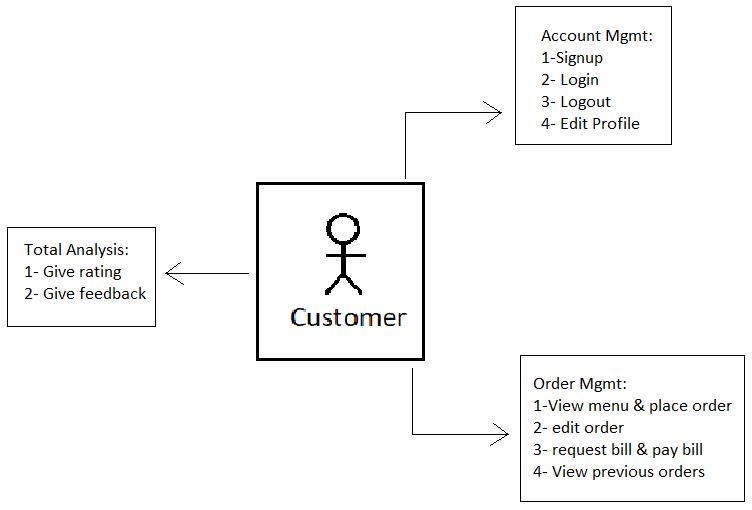 Account Mgmt:
1-Signup
2- Login
3- Logout
4- Edit Profile
Total Analysis:
1- Give rating
2- Give feedback
Customer
Order Mgmt:
1-View menu & place order
2- edit order
3- request bill & pay bill
4- View previous orders